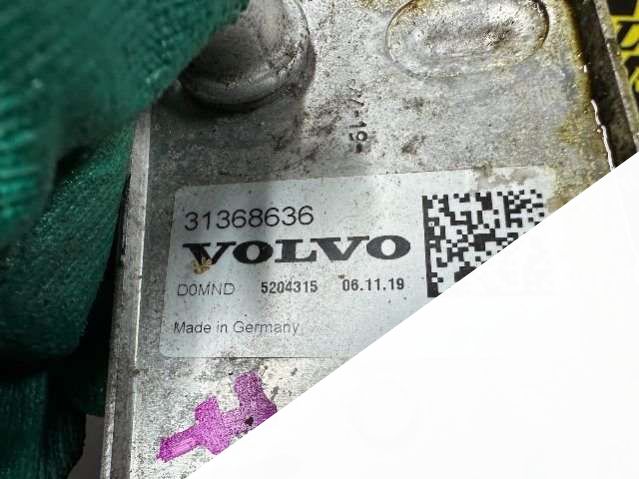 31368636
VOLVO
D0MND 5204315 06.11.19
Made in Germany